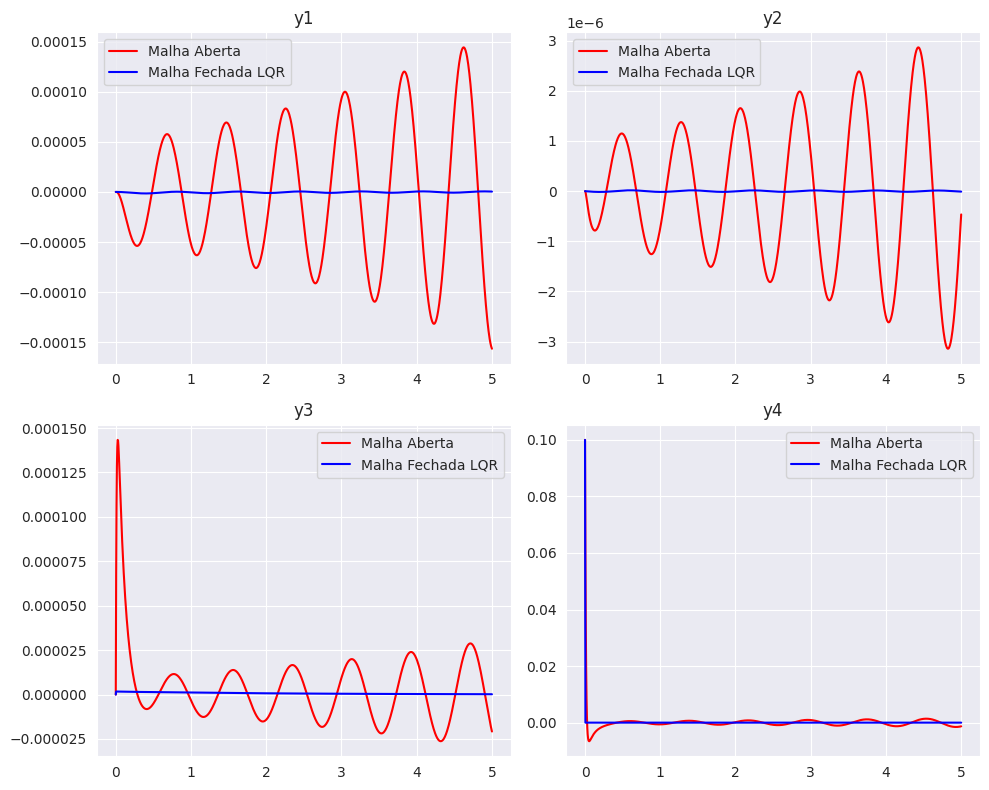 y1
0.00015
0.00010
0.00005
0.00000
−0.00005
−0.00010
−0.00015
0 1 2 3 4 5
Malha Aberta
Malha Fechada LQR
y2
1e−6
3
2
1
0
−1
−2
−3
0 1 2 3 4 5
Malha Aberta
Malha Fechada LQR
y3
0.000150
0.000125
0.000100
0.000075
0.000050
0.000025
0.000000
−0.000025
0 1 2 3 4 5
Malha Aberta
Malha Fechada LQR
y4
0.10
0.08
0.06
0.04
0.02
0.00
0 1 2 3 4 5
Malha Aberta
Malha Fechada LQR